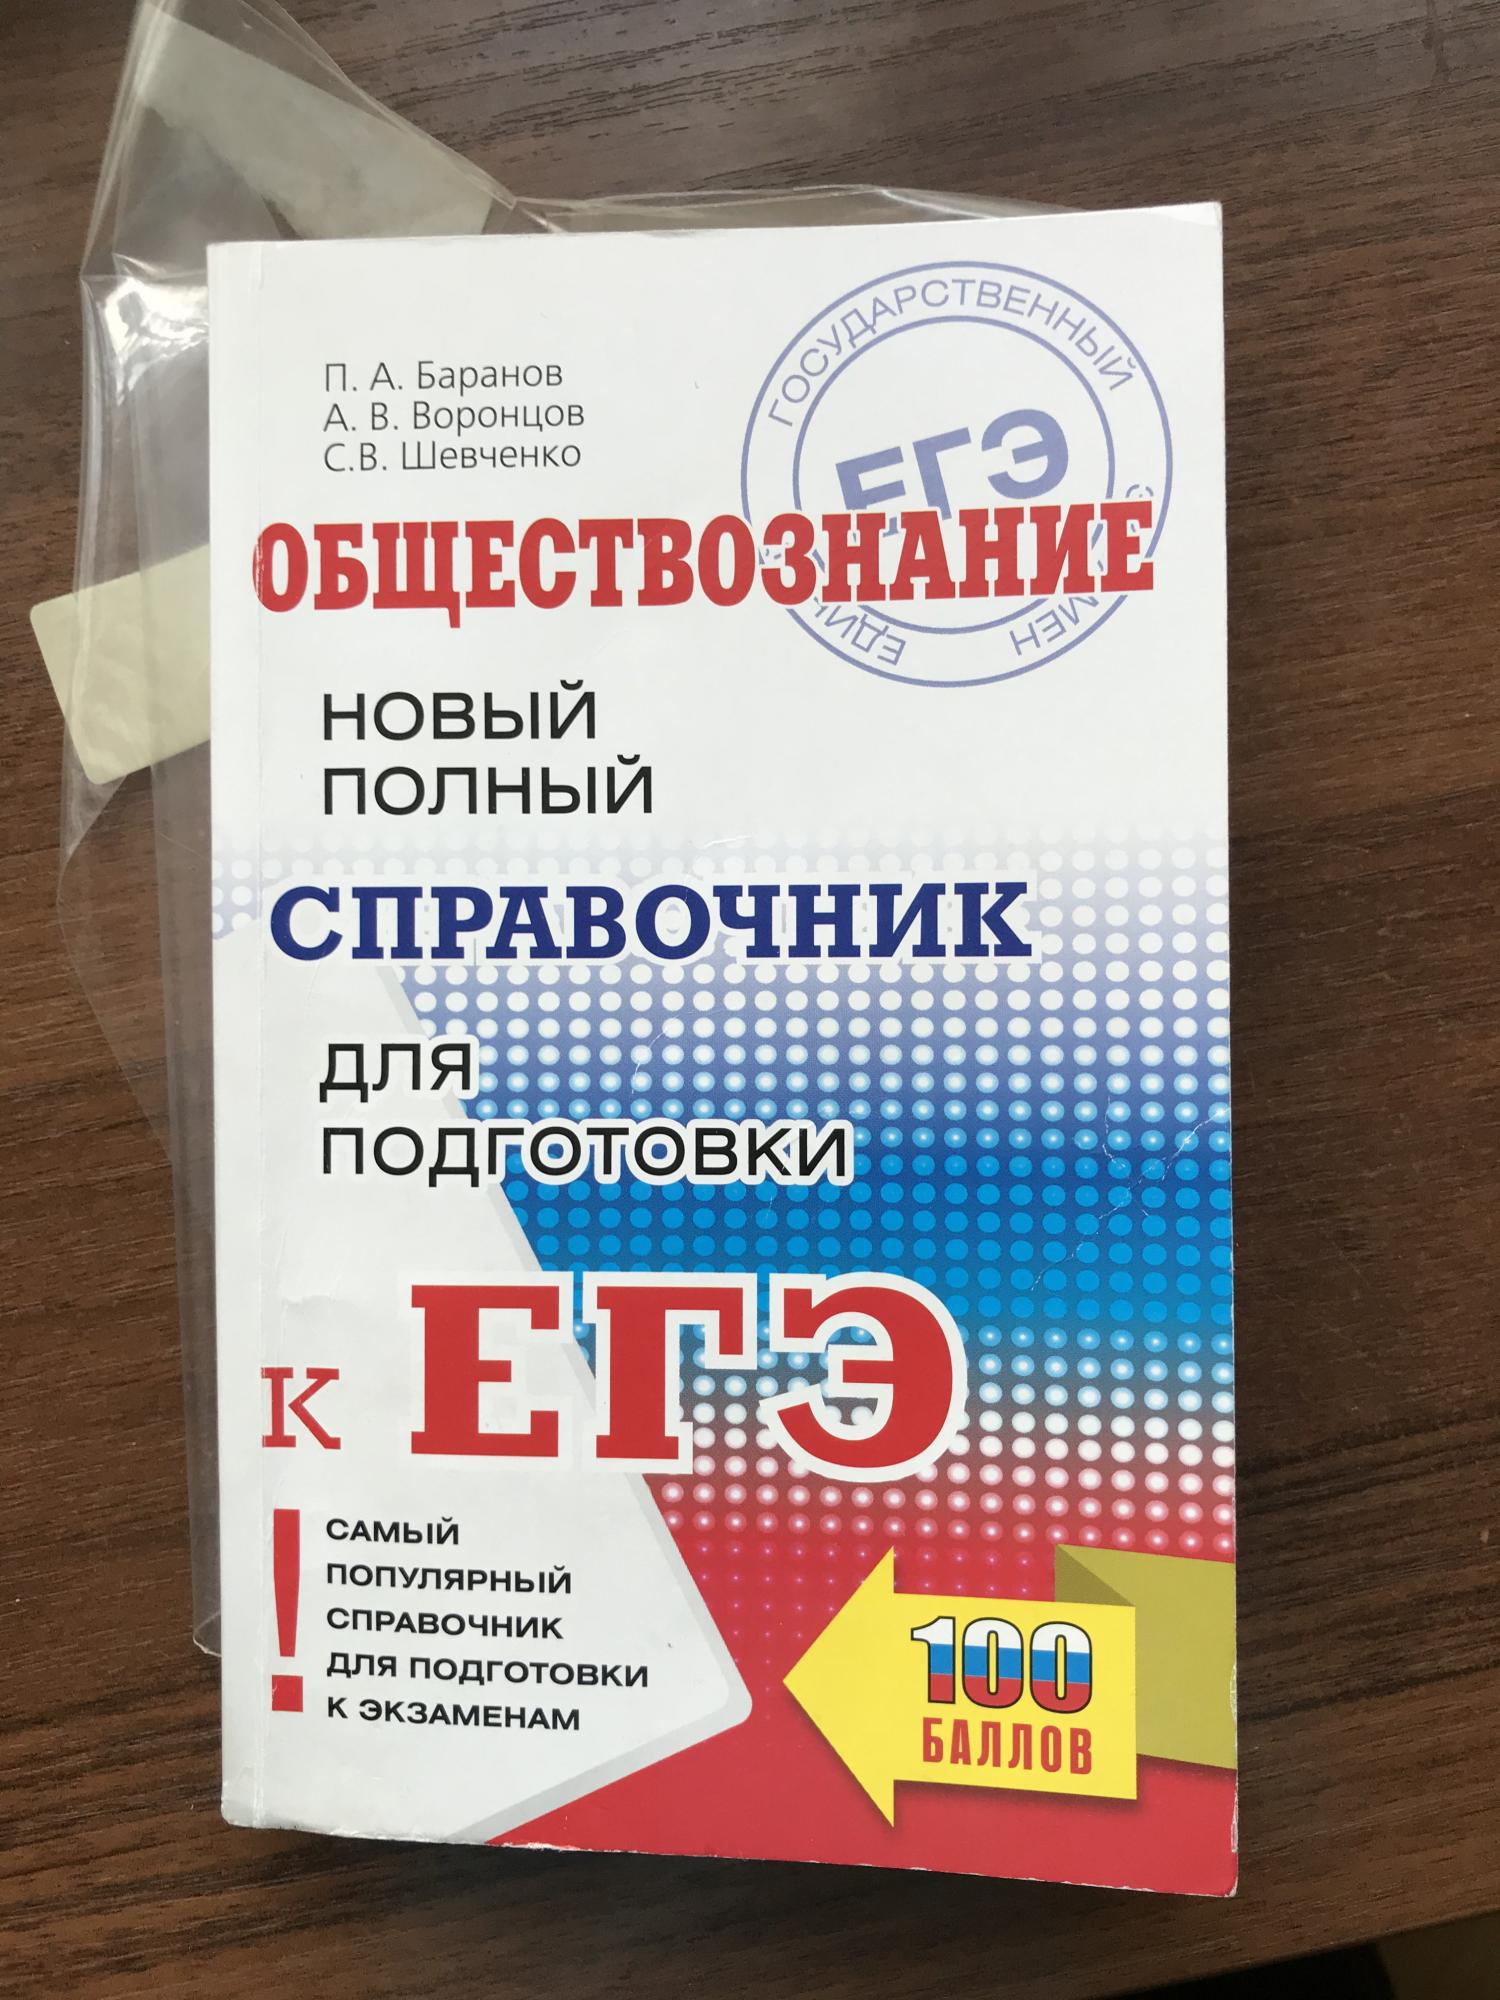 П. А. Баранов
А. В. Воронцов
С.В. Шевченко
ГОСУДАРСТВЕННЫЙ
ЕГЭ
ОБЩЕСТВОЗНАНИЕ
НОВЫЙ
ПОЛНЫЙ
СПРАВОЧНИК
ДЛЯ
ПОДГОТОВКИ
К ЕГЭ
!
САМЫЙ
ПОПУЛЯРНЫЙ
СПРАВОЧНИК
ДЛЯ ПОДГОТОВКИ
К ЭКЗАМЕНАМ
100
БАЛЛОВ